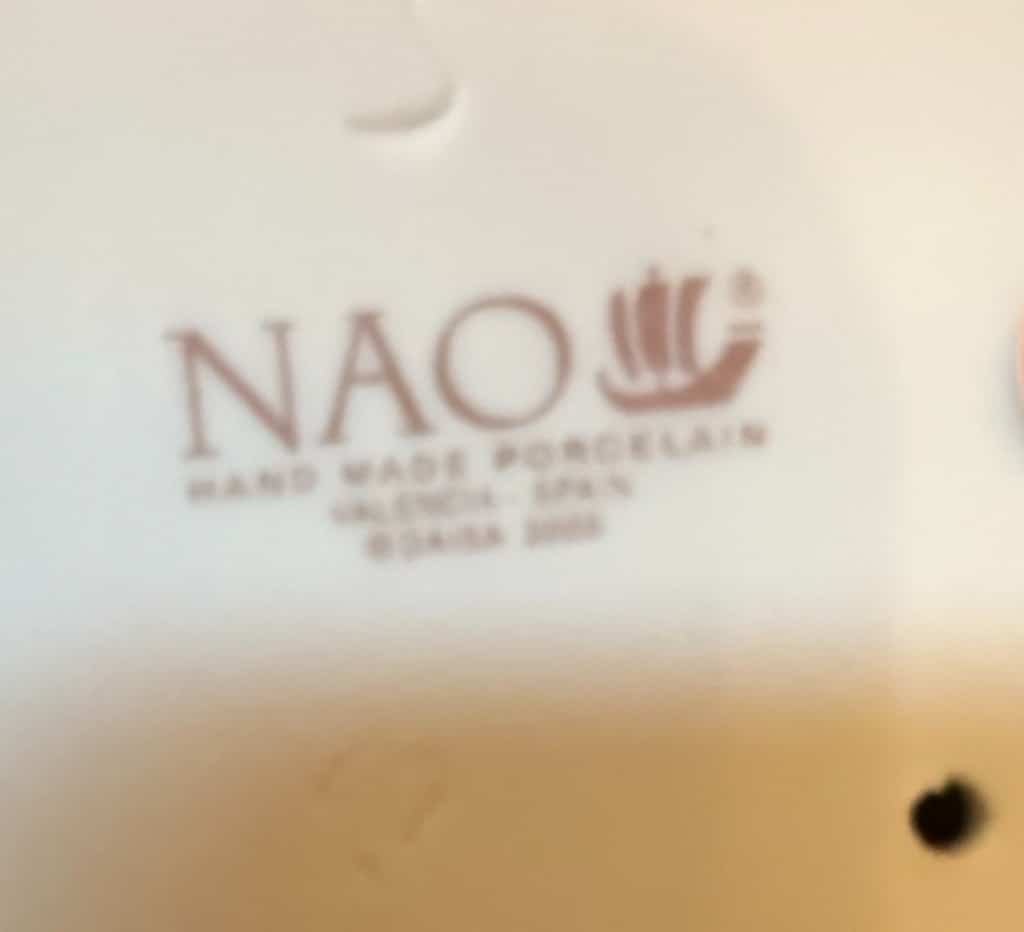 NAO
HAND MADE PORCELAIN
VALENCIA - SPAIN
© DAISA